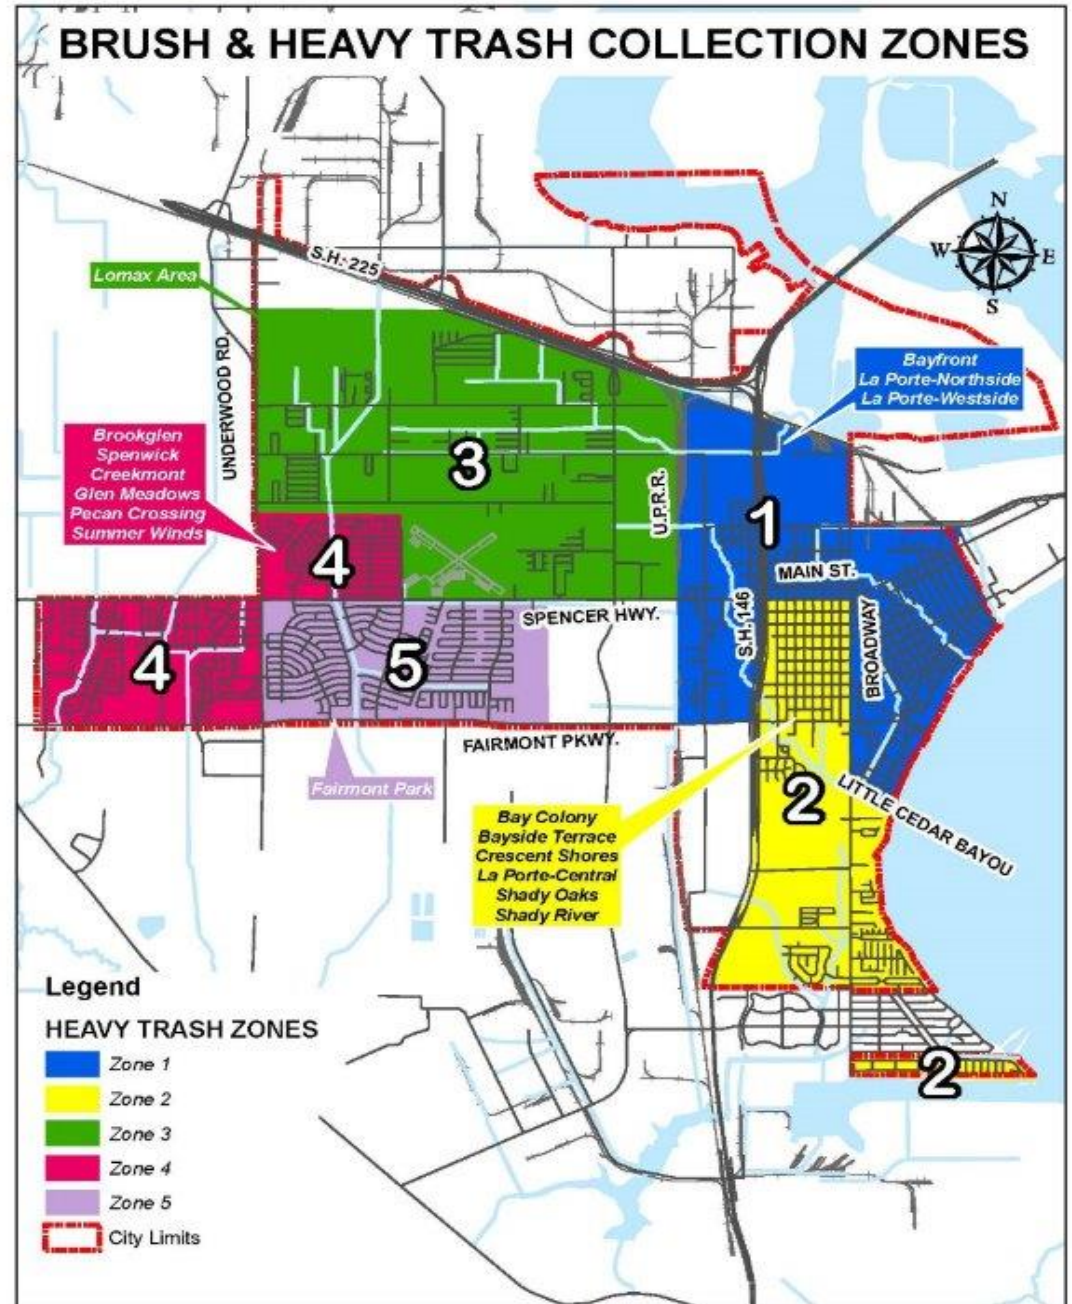 BRUSH & HEAVY TRASH COLLECTION ZONES
N
W
E
S
S.H. 225
Lomax Area
UNDERWOOD RD.
Bayfront
La Porte-Northside
La Porte-Westside
Brookglen
Spenwick
Creekmont
Glen Meadows
Pecan Crossing
Summer Winds
3
U.P.R.R.
1
4
MAIN ST.
SPENCER HWY.
S.H. 146
BROADWAY
4
5
FAIRMONT PKWY.
Fairmont Park
2
LITTLE CEDAR BAYOU
Bay Colony
Bayside Terrace
Crescent Shores
La Porte-Central
Shady Oaks
Shady River
2
Legend
HEAVY TRASH ZONES
Zone 1
Zone 2
Zone 3
Zone 4
Zone 5
City Limits